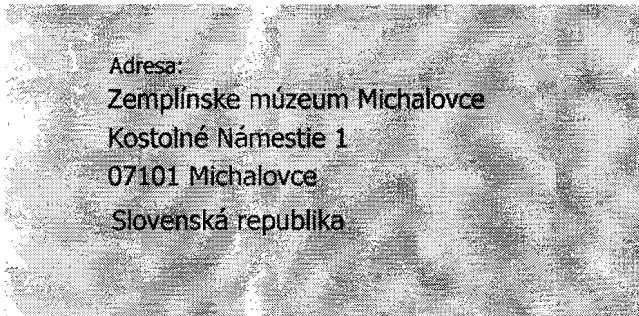 Adresa:
Zemplínske múzeum Michalovce
Kostolné Námestie 1
07101 Michalovce
Slovenská republika